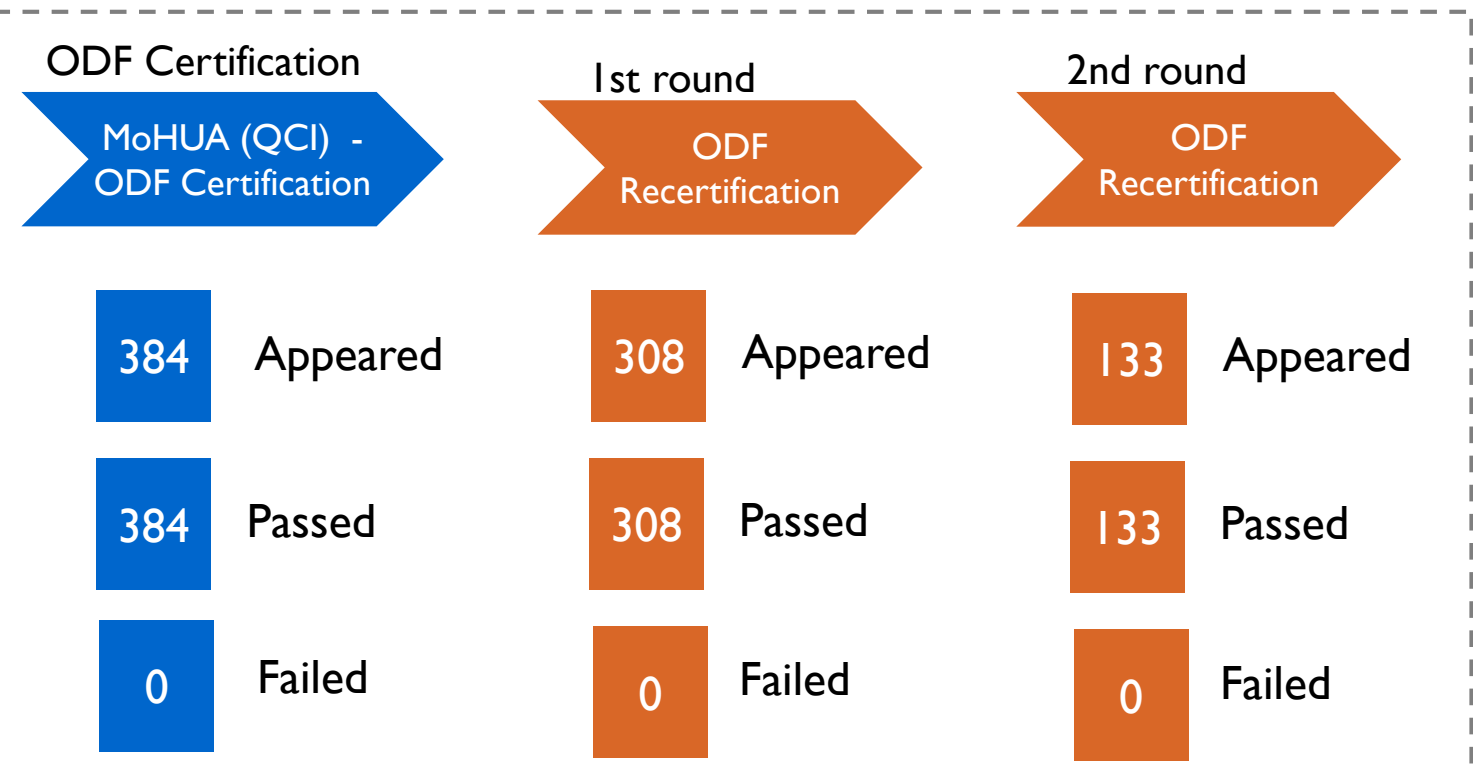 ODF Certification
MoHUA (QCI)  -
ODF Certification
384 Appeared
384 Passed
0 Failed
1st round
ODF
Recertification
308 Appeared
308 Passed
0 Failed
2nd round
ODF
Recertification
133 Appeared
133 Passed
0 Failed